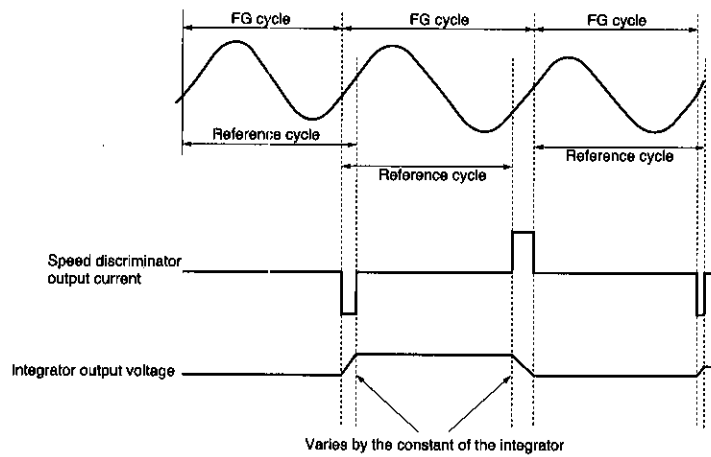 FG cycle
FG cycle
FG cycle
Reference cycle
Reference cycle
Reference cycle
Speed discriminator
output current
Integrator output voltage
Varies by the constant of the integrator